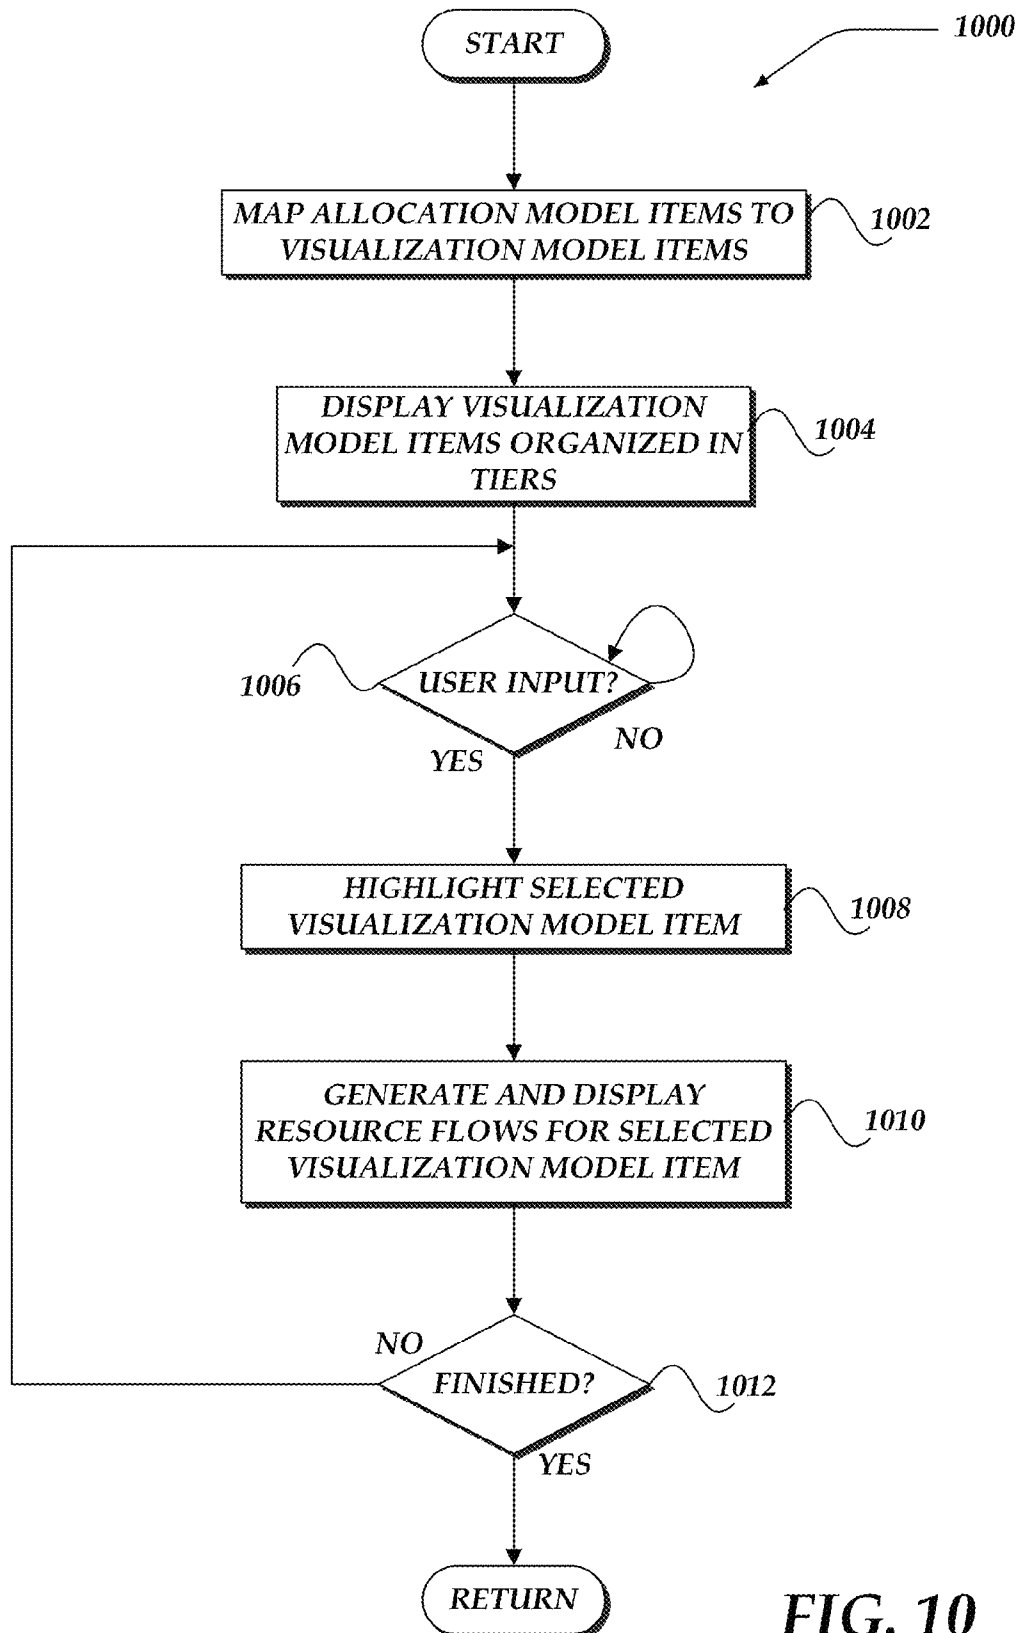 START
1000
MAP ALLOCATION MODEL ITEMS TO
VISUALIZATION MODEL ITEMS
1002
DISPLAY VISUALIZATION
MODEL ITEMS ORGANIZED IN
TIERS
1004
USER INPUT?
1006
NO
YES
HIGHLIGHT SELECTED
VISUALIZATION MODEL ITEM
1008
GENERATE AND DISPLAY
RESOURCE FLOWS FOR SELECTED
VISUALIZATION MODEL ITEM
1010
NO
FINISHED?
1012
YES
RETURN
FIG. 10